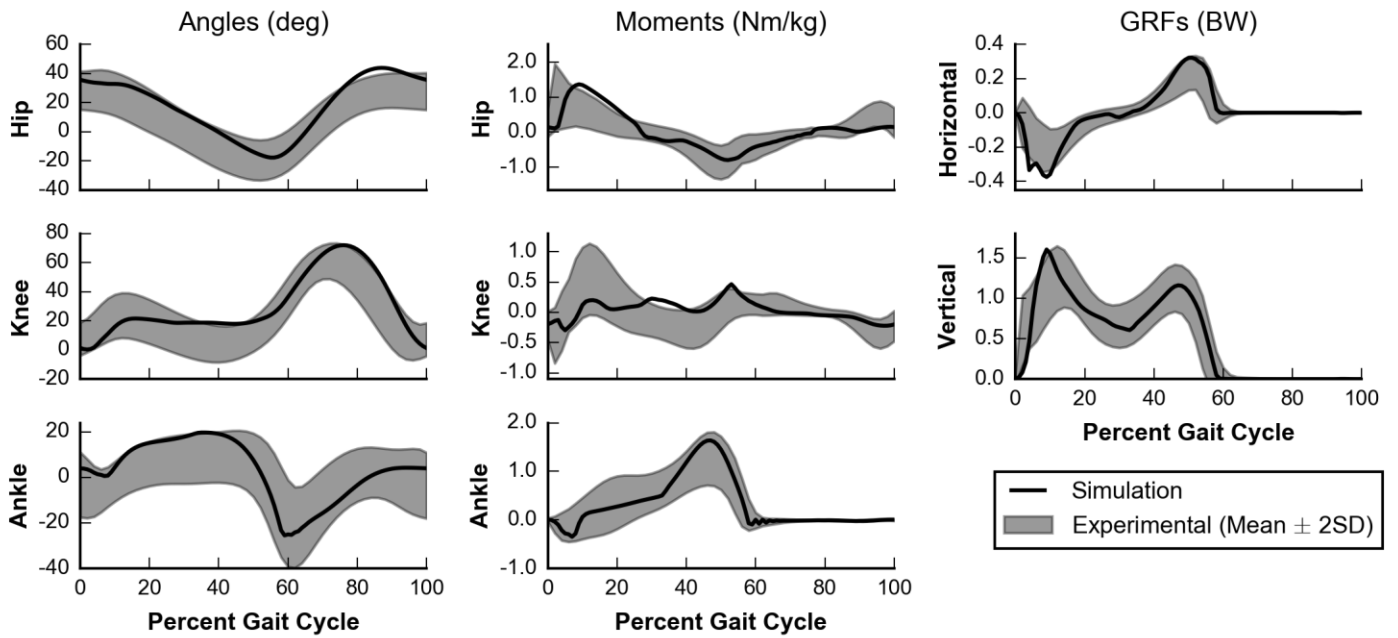 Angles (deg)
Moments (Nm/kg)
GRFs (BW)
Hip
60
40
20
0
-20
-40
Hip
2.0
1.0
0.0
-1.0
Horizontal
0.4
0.2
0.0
-0.2
-0.4
Knee
80
60
40
20
0
-20
Knee
1.0
0.5
0.0
-0.5
-1.0
Vertical
1.5
1.0
0.5
0.0
0 20 40 60 80 100
Percent Gait Cycle
Ankle
20
0
-20
-40
0 20 40 60 80 100
Percent Gait Cycle
Ankle
2.0
1.0
0.0
-1.0
0 20 40 60 80 100
Percent Gait Cycle
Simulation
Experimental (Mean ± 2SD)